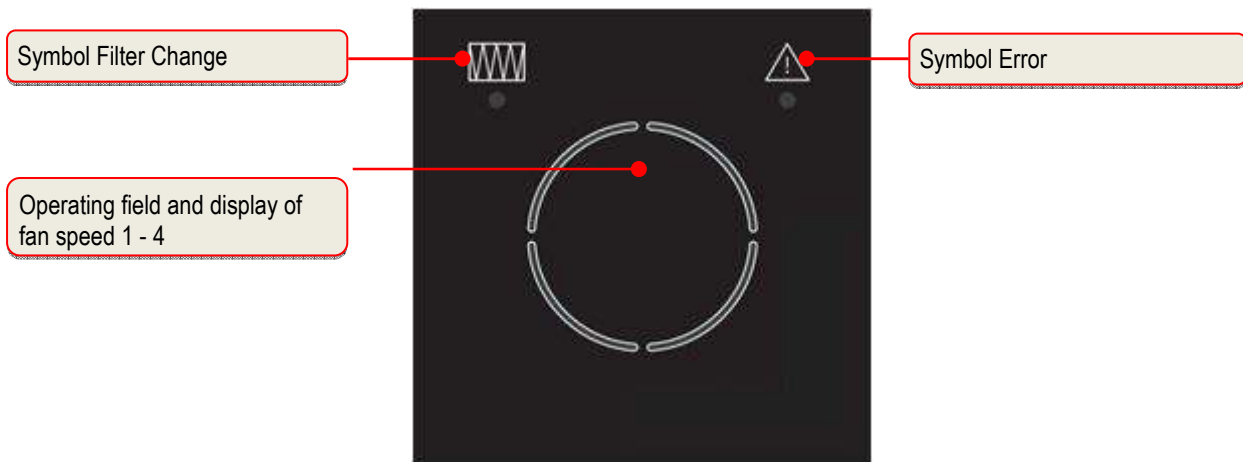 Symbol Filter Change
Symbol Error
Operating field and display of
fan speed 1 - 4